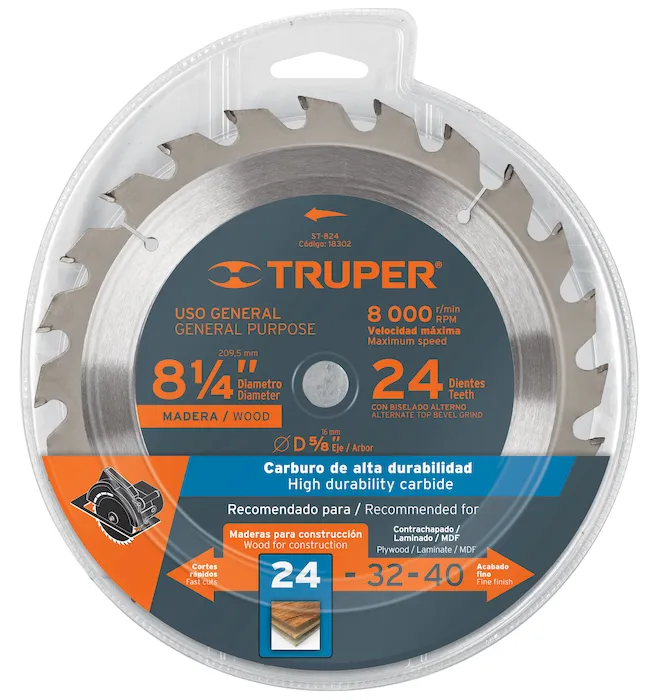 ST-824
Código: 18302
TRUPER®
USO GENERAL
GENERAL PURPOSE
8 000 r/min
RPM
Velocidad máxima
Maximum speed
209,5 mm
8¼"
Diametro
Diameter
MADERA / WOOD
24
Dientes
Teeth
CON BISELADO ALTERNO
ALTERNATE TOP BEVEL GRIND
16 mm
Ø D ⅝" Eje / Arbor
Carburo de alta durabilidad
High durability carbide
Recomendado para / Recommended for
Maderas para construcción
Wood for construction
Contrachapado /
Laminado / MDF
Plywood / Laminate / MDF
Cortes
rápidos
Fast cuts
24 - 32 - 40
Acabado
fino
Fine finish